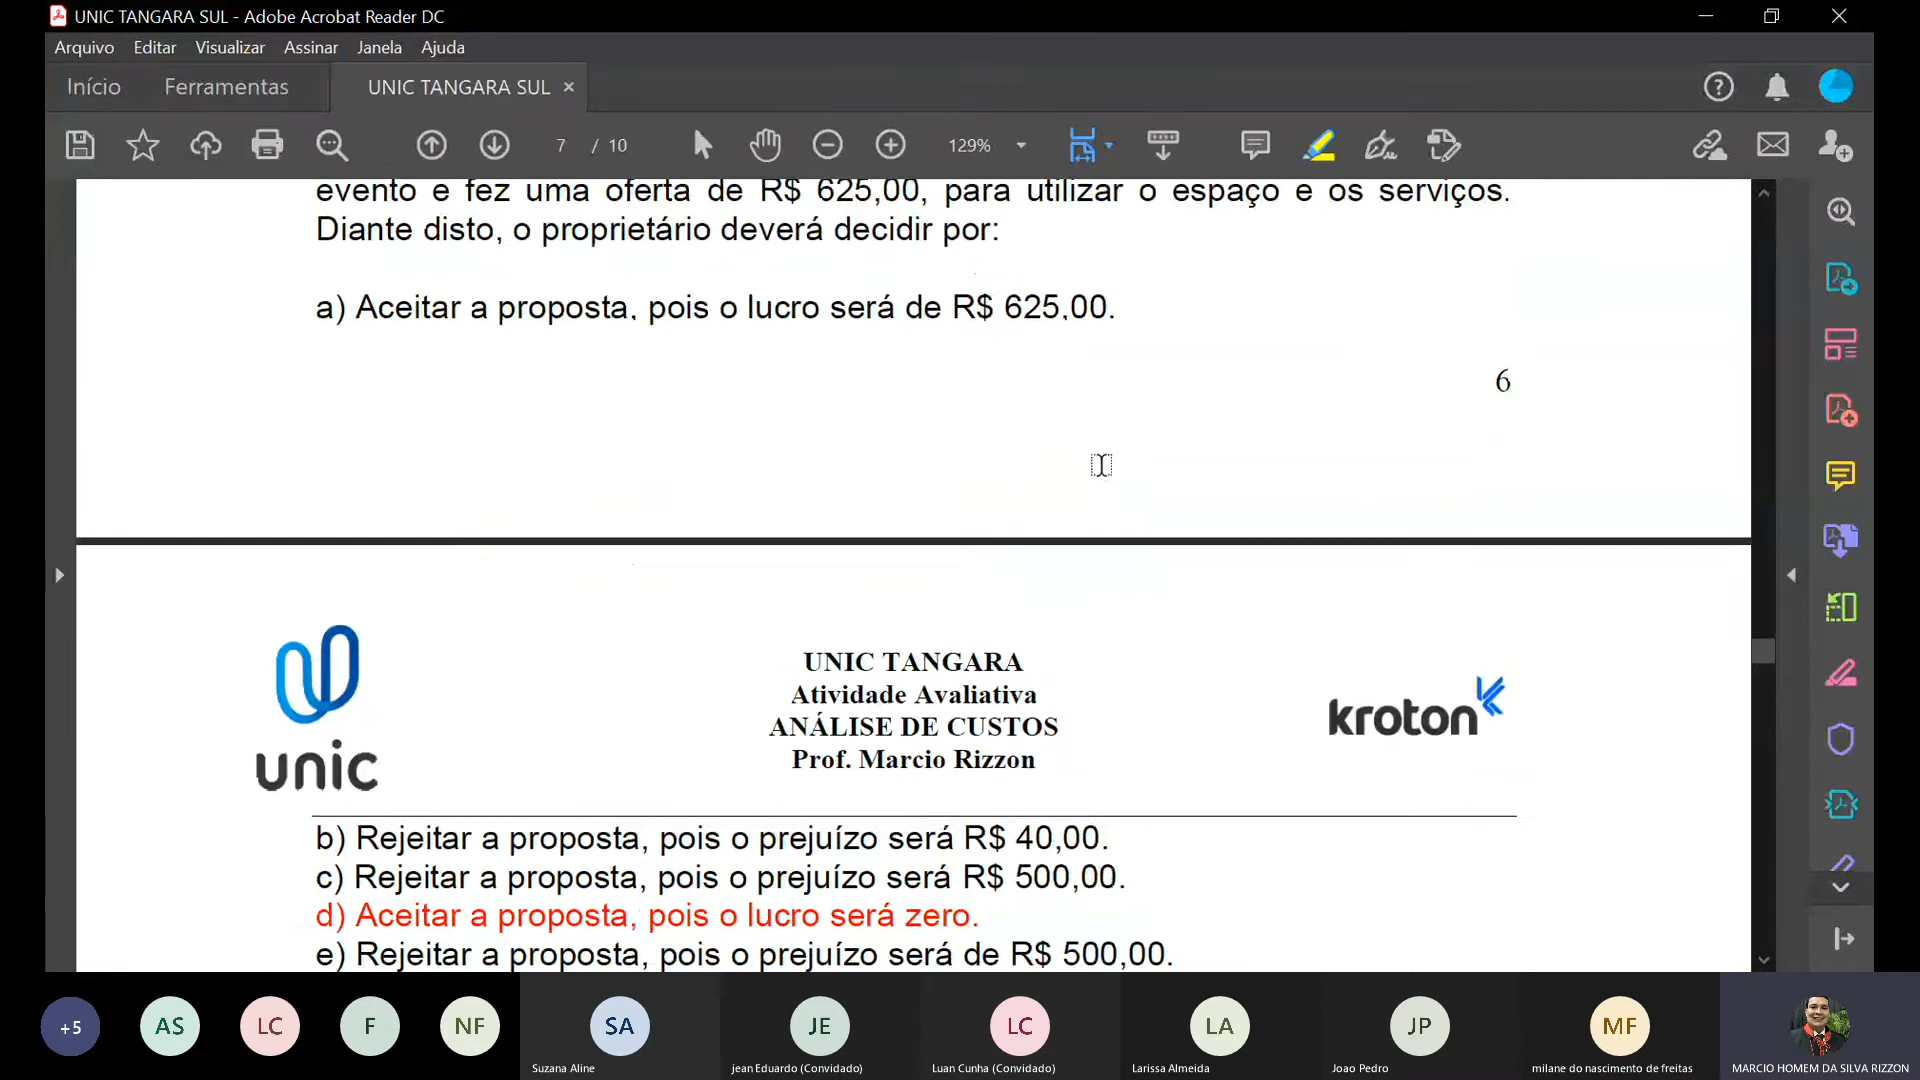 UNIC TANGARA SUL - Adobe Acrobat Reader DC
Arquivo Editar Visualizar Assinar Janela Ajuda
Início Ferramentas UNIC TANGARA SUL ×
7 / 10 129%
evento e fez uma oferta de R$ 625,00, para utilizar o espaço e os serviços.
Diante disto, o proprietário deverá decidir por:
a) Aceitar a proposta, pois o lucro será de R$ 625,00.
6
unic
UNIC TANGARA
Atividade Avaliativa
ANÁLISE DE CUSTOS
Prof. Marcio Rizzon
kroton
b) Rejeitar a proposta, pois o prejuízo será R$ 40,00.
c) Rejeitar a proposta, pois o prejuízo será R$ 500,00.
d) Aceitar a proposta, pois o lucro será zero.
e) Rejeitar a proposta, pois o prejuízo será de R$ 500,00.
+5 AS LC F NF SA JE LC LA JP MF
Suzana Aline jean Eduardo (Convidado) Luan Cunha (Convidado) Larissa Almeida Joao Pedro milane do nascimento de freitas MARCIO HOMEM DA SILVA RIZZON